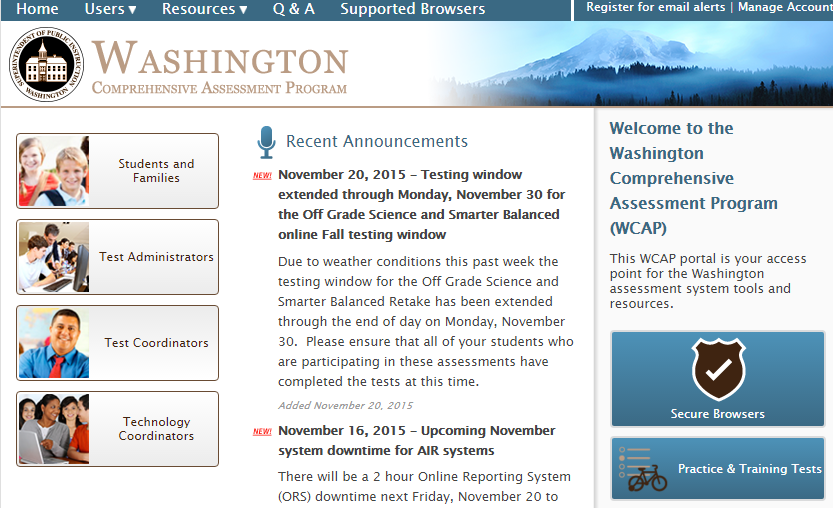 Home Users ▾ Resources ▾ Q & A Supported Browsers
Register for email alerts | Manage Account
SUPERINTENDENT OF PUBLIC INSTRUCTION
WASHINGTON
WASHINGTON
COMPREHENSIVE ASSESSMENT PROGRAM
Students and
Families
Test Administrators
Test Coordinators
Technology
Coordinators
Recent Announcements
NEW! November 20, 2015 – Testing window
extended through Monday, November 30 for
the Off Grade Science and Smarter Balanced
online Fall testing window
Due to weather conditions this past week the
testing window for the Off Grade Science and
Smarter Balanced Retake has been extended
through the end of day on Monday, November
30. Please ensure that all of your students who
are participating in these assessments have
completed the tests at this time.
Added November 20, 2015
NEW! November 16, 2015 – Upcoming November
system downtime for AIR systems
There will be a 2 hour Online Reporting System
(ORS) downtime next Friday, November 20 to
Welcome to the
Washington
Comprehensive
Assessment Program
(WCAP)
This WCAP portal is your access
point for the Washington
assessment system tools and
resources.
Secure Browsers
Practice & Training Tests